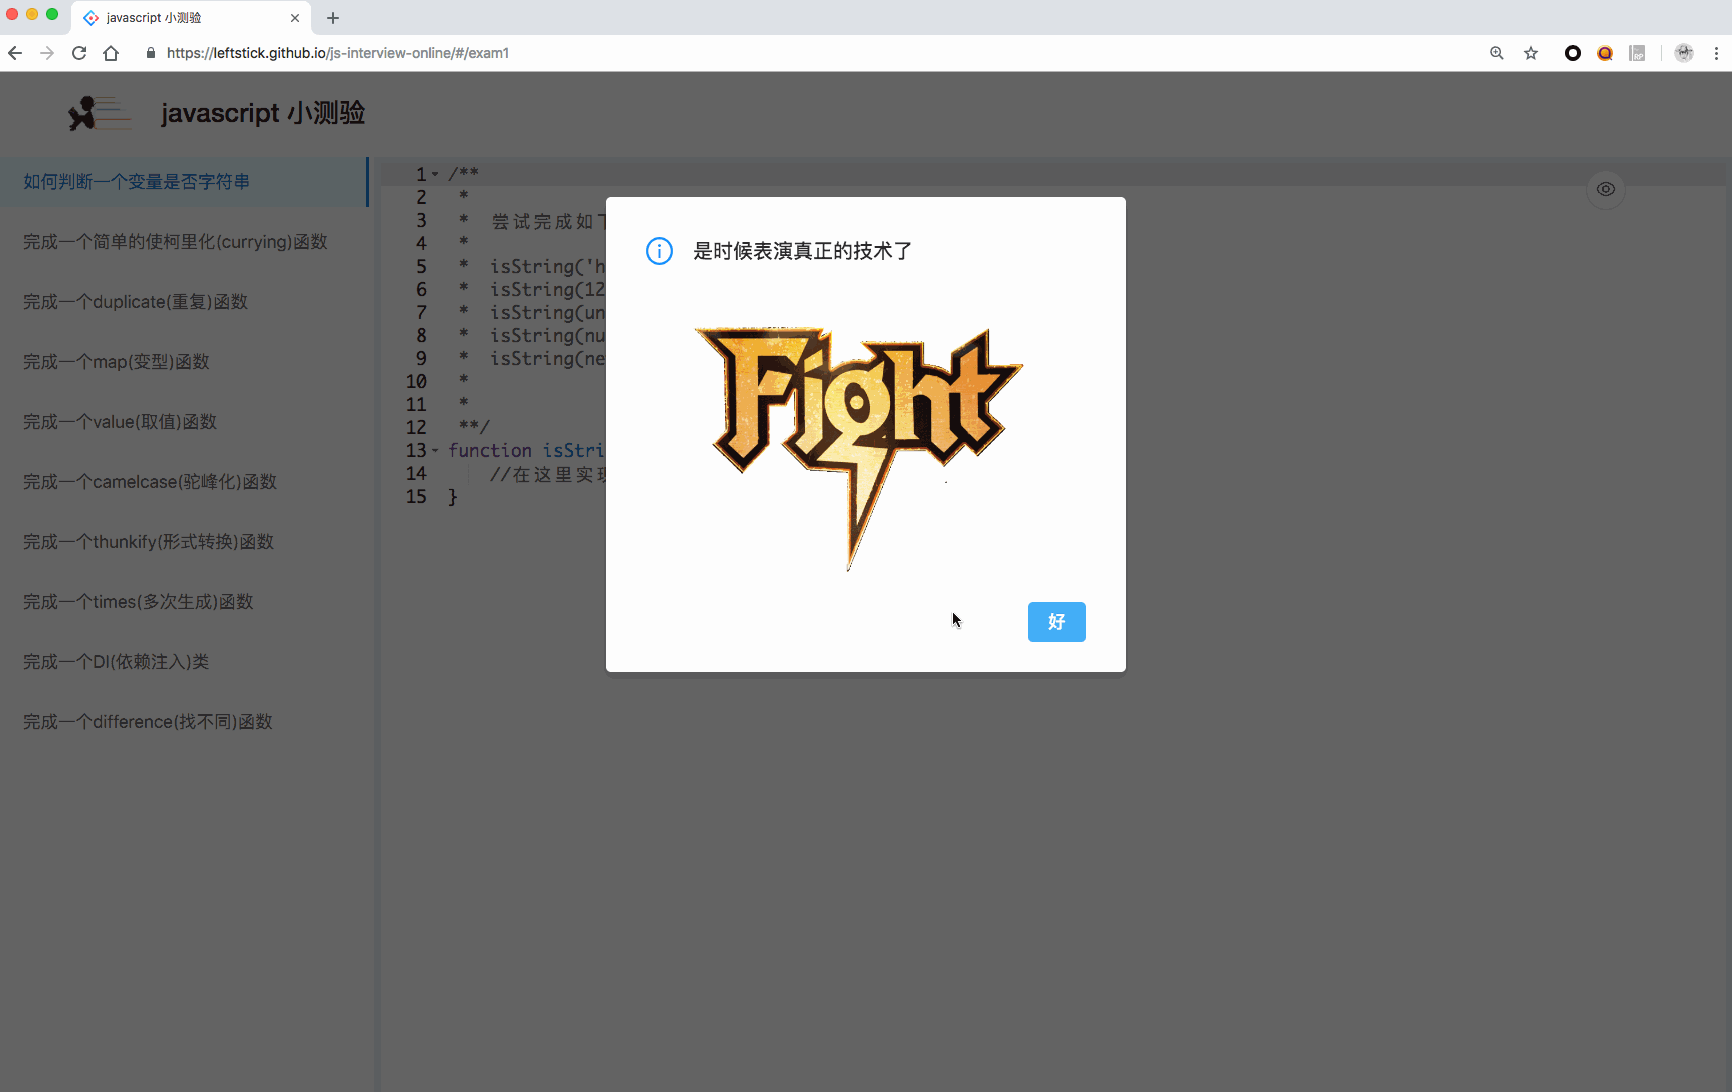 javascript 小测验
https://leftstick.github.io/js-interview-online/#/exam1
javascript 小测验
如何判断一个变量是否字符串
完成一个简单的使柯里化(currying)函数
完成一个duplicate(重复)函数
完成一个map(变型)函数
完成一个value(取值)函数
完成一个camelcase(驼峰化)函数
完成一个thunkify(形式转换)函数
完成一个times(多次生成)函数
完成一个DI(依赖注入)类
完成一个difference(找不同)函数
1 /**
2 *
3 * 尝试完成如下
4 *
5 * isString('h
6 * isString(12
7 * isString(un
8 * isString(nu
9 * isString(ne
10 *
11 *
12 **/
13 function isStri
14 //在这里实现
15 }
是时候表演真正的技术了
Fight
好